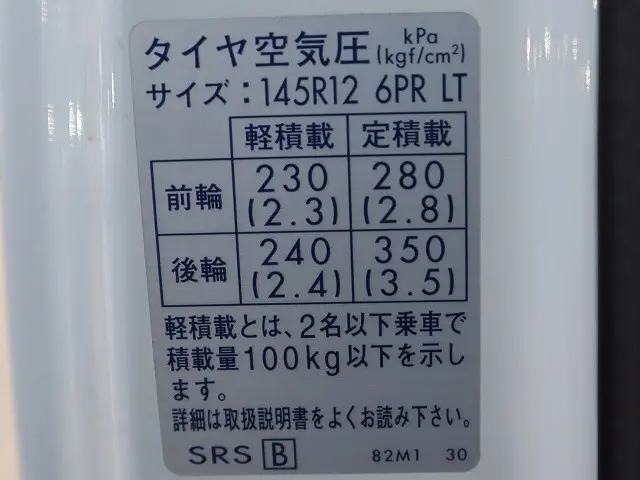 タイヤ空気圧 kPa (kgf/cm²)
サイズ：145R12 6PR LT
軽積載 定積載
前輪 230 (2.3) 280 (2.8)
後輪 240 (2.4) 350 (3.5)
軽積載とは、2名以下乗車で
積載量100kg以下を示し
ます。
詳細は取扱説明書をよくお読み下さい。
SRS B 82M1 30